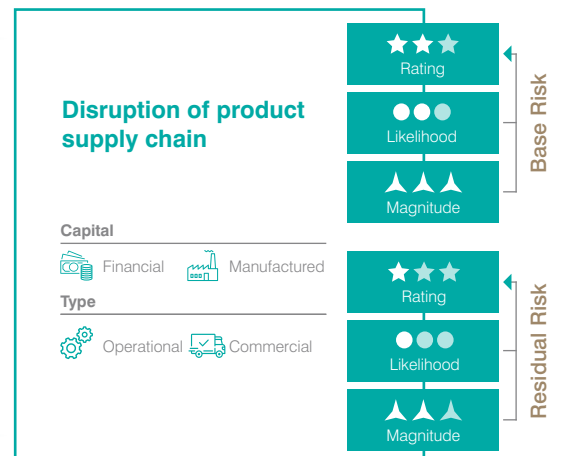 Disruption of product
supply chain
Capital
Financial
Manufactured
Type
Operational
Commercial
Rating
Likelihood
Magnitude
Base Risk
Rating
Likelihood
Magnitude
Residual Risk